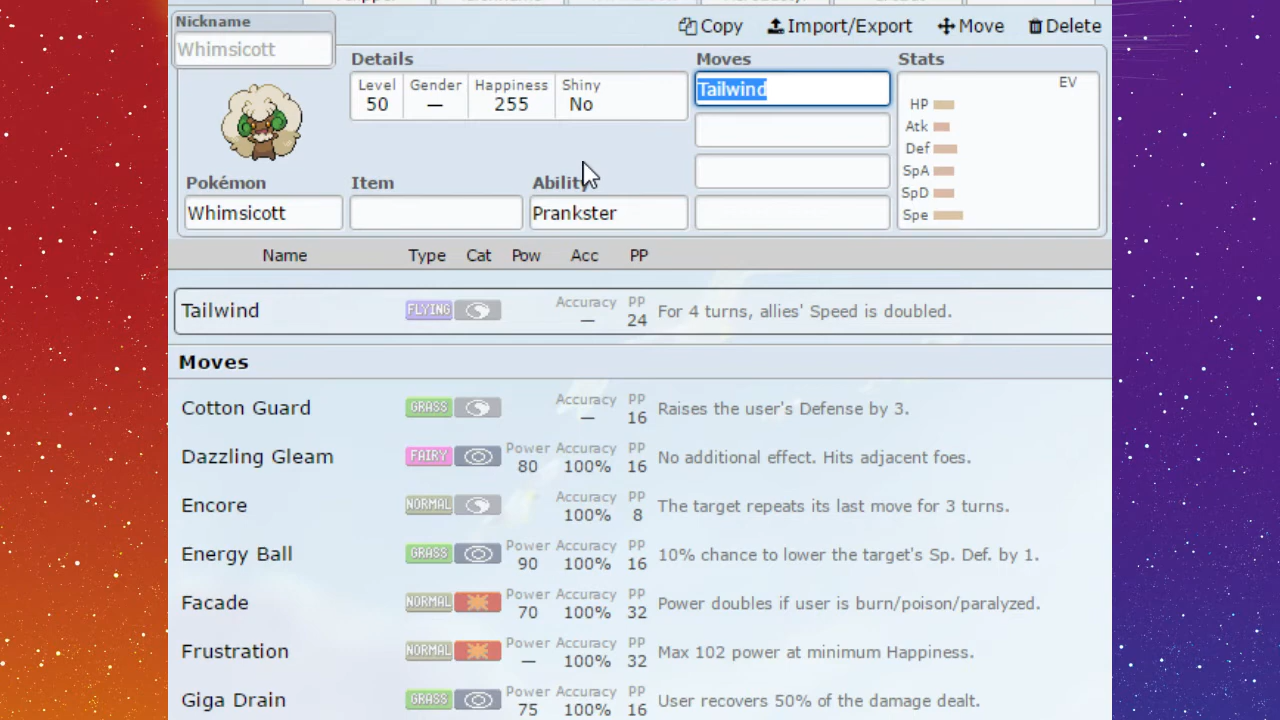 Nickname
Whimsicott
Copy
Import/Export
Move
Delete
Details
Level
50
Gender
—
Happiness
255
Shiny
No
Moves
Tailwind
Stats
EV
HP
Atk
Def
SpA
SpD
Spe
Pokémon
Whimsicott
Item
Ability
Prankster
Name Type Cat Pow Acc PP
Tailwind FLYING Accuracy — PP 24 For 4 turns, allies' Speed is doubled.
Moves
Cotton Guard GRASS Accuracy — PP 16 Raises the user's Defense by 3.
Dazzling Gleam FAIRY Power 80 Accuracy 100% PP 16 No additional effect. Hits adjacent foes.
Encore NORMAL Accuracy 100% PP 8 The target repeats its last move for 3 turns.
Energy Ball GRASS Power 90 Accuracy 100% PP 16 10% chance to lower the target's Sp. Def. by 1.
Facade NORMAL Power 70 Accuracy 100% PP 32 Power doubles if user is burn/poison/paralyzed.
Frustration NORMAL Power — Accuracy 100% PP 32 Max 102 power at minimum Happiness.
Giga Drain GRASS Power 75 Accuracy 100% PP 16 User recovers 50% of the damage dealt.